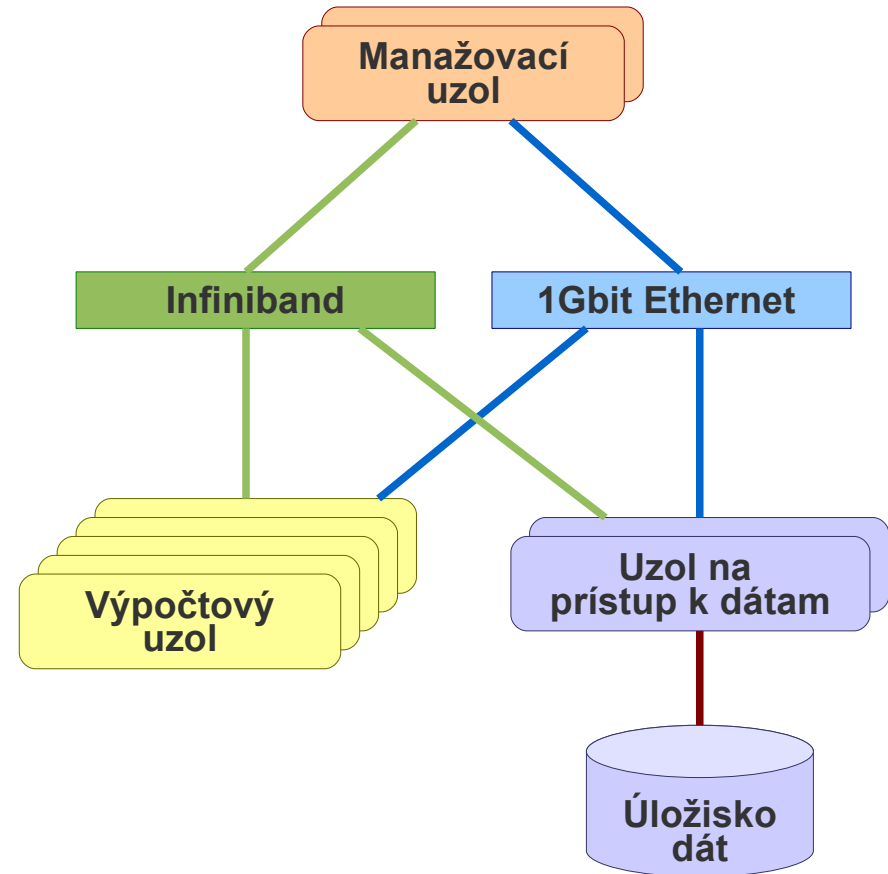 Manažovací
uzol
Infiniband
1Gbit Ethernet
Výpočtový
uzol
Uzol na
prístup k dátam
Úložisko
dát